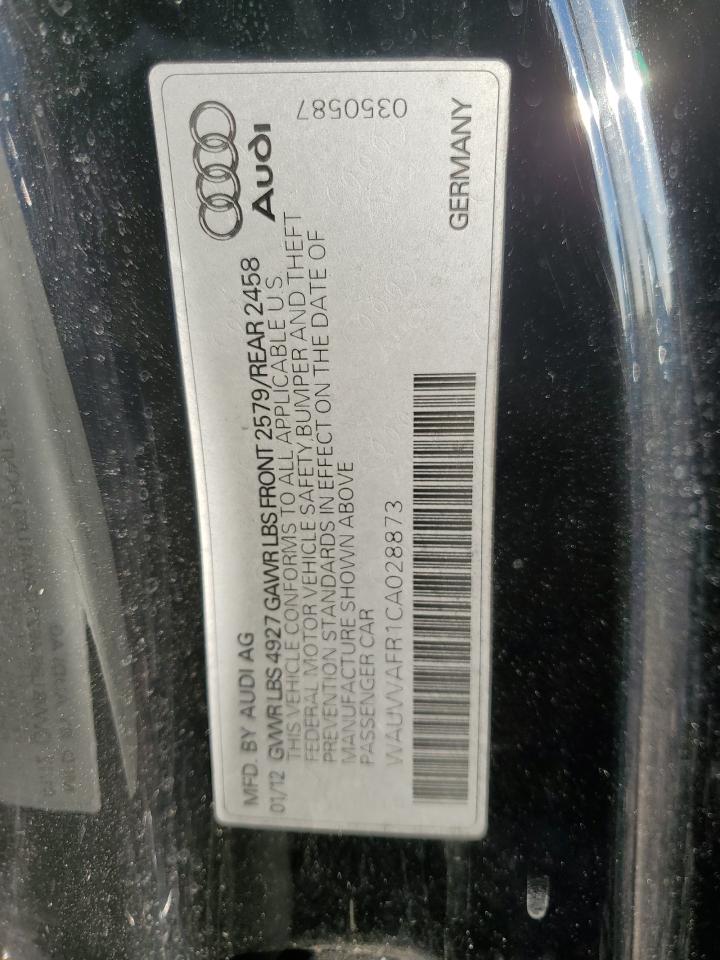 MFD. BY AUDI AG
01/12 GVWR LBS 4927 GAWR LBS FRONT 2579/REAR 2458
THIS VEHICLE CONFORMS TO ALL APPLICABLE U.S.
FEDERAL MOTOR VEHICLE SAFETY, BUMPER AND THEFT
PREVENTION STANDARDS IN EFFECT ON THE DATE OF
MANUFACTURE SHOWN ABOVE
PASSENGER CAR
WAUVVAFR1CA028873
Audi
0350587
GERMANY